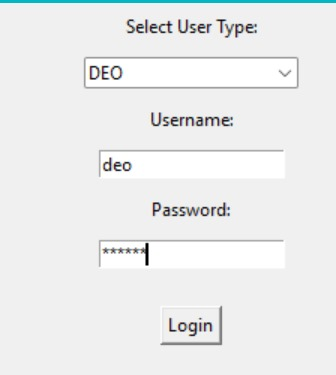 Select User Type:
DEO
Username:
deo
Password:
******
Login